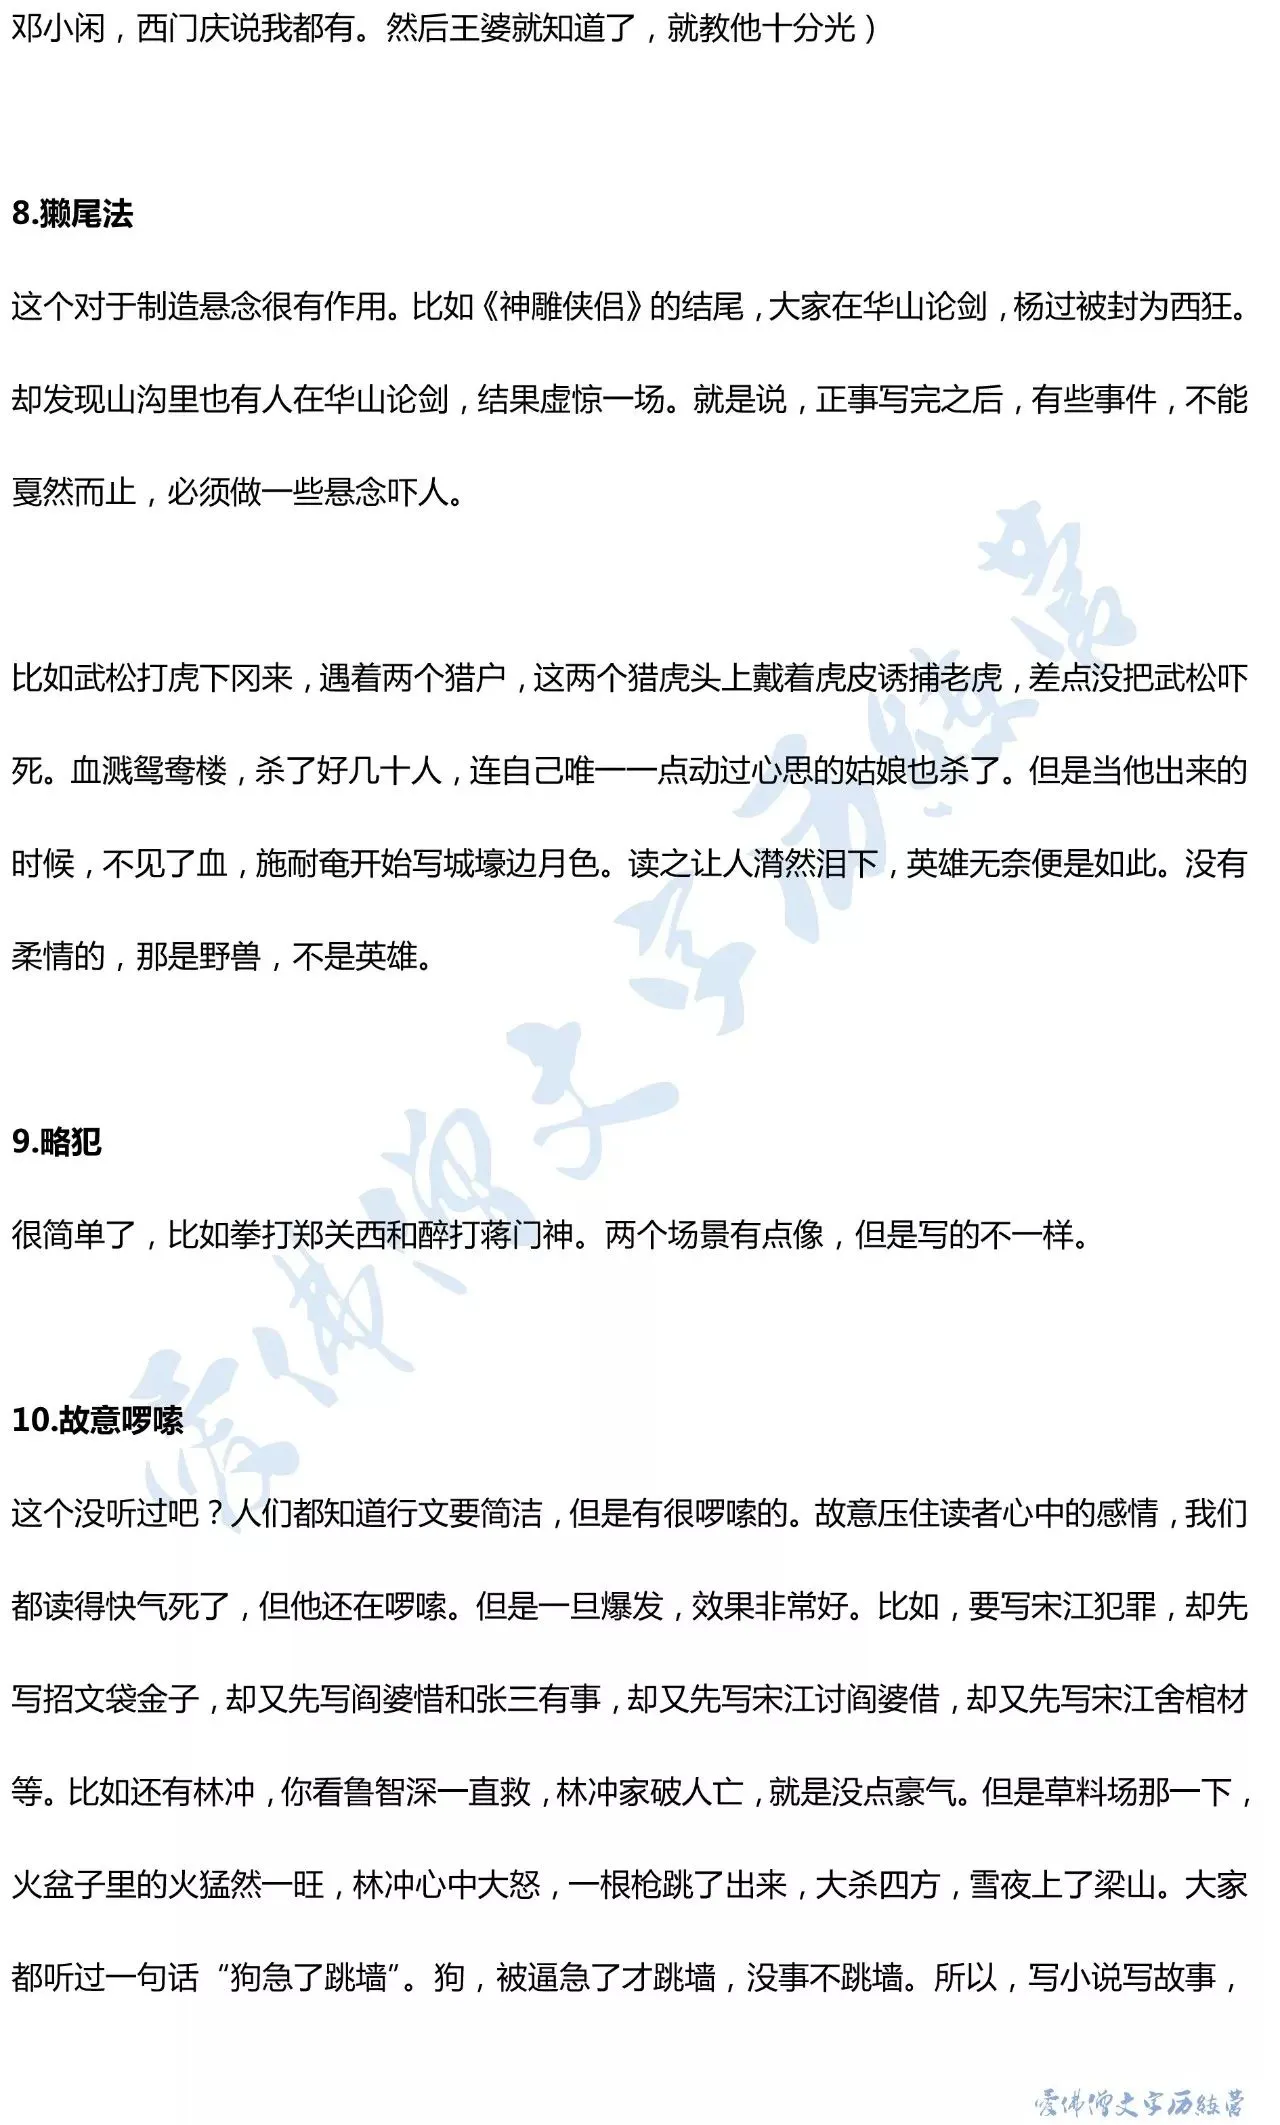 邓小闲，西门庆说我都有。然后王婆就知道了，就教他十分光）
8.獭尾法
这个对于制造悬念很有作用。比如《神雕侠侣》的结尾，大家在华山论剑，杨过被封为西狂。
却发现山沟里也有人在华山论剑，结果虚惊一场。就是说，正事写完之后，有些事件，不能
戛然而止，必须做一些悬念吓人。
比如武松打虎下冈来，遇着两个猎户，这两个猎虎头上戴着虎皮诱捕老虎，差点没把武松吓
死。血溅鸳鸯楼，杀了好几十人，连自己唯一一点动过心思的姑娘也杀了。但是当他出来的
时候，不见了血，施耐奄开始写城壕边月色。读之让人潸然泪下，英雄无奈便是如此。没有
柔情的，那是野兽，不是英雄。
9.略犯
很简单了，比如拳打郑关西和醉打蒋门神。两个场景有点像，但是写的不一样。
10.故意啰嗦
这个没听过吧？人们都知道行文要简洁，但是有很啰嗦的。故意压住读者心中的感情，我们
都读得快气死了，但他还在啰嗦。但是一旦爆发，效果非常好。比如，要写宋江犯罪，却先
写招文袋金子，却又先写阎婆惜和张三有事，却又先写宋江讨阎婆借，却又先写宋江舍棺材
等。比如还有林冲，你看鲁智深一直救，林冲家破人亡，就是没点豪气。但是草料场那一下，
火盆子里的火猛然一旺，林冲心中大怒，一根枪跳了出来，大杀四方，雪夜上了梁山。大家
都听过一句话“狗急了跳墙”。狗，被逼急了才跳墙，没事不跳墙。所以，写小说写故事，
爱佛僧文字历练营